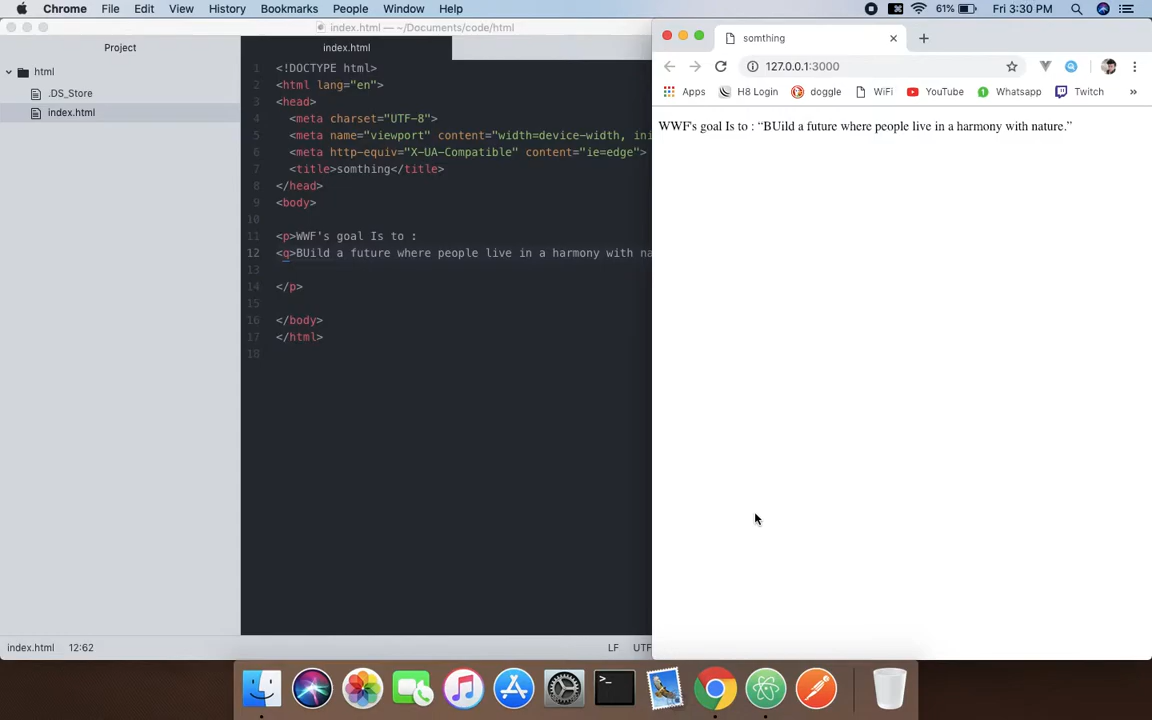 Chrome File Edit View History Bookmarks People Window Help 61% Fri 3:30 PM
index.html — ~/Documents/code/html
somthing
Project
index.html
127.0.0.1:3000
Apps H8 Login doggle WiFi YouTube Whatsapp Twitch »
html
.DS_Store
index.html
1 <!DOCTYPE html>
2 <html lang="en">
3 <head>
4 <meta charset="UTF-8">
5 <meta name="viewport" content="width=device-width, ini
6 <meta http-equiv="X-UA-Compatible" content="ie=edge">
7 <title>somthing</title>
8 </head>
9 <body>
10
11 <p>WWF's goal Is to :
12 <q>BUild a future where people live in a harmony with na
13
14 </p>
15
16 </body>
17 </html>
18
WWF's goal Is to : “BUild a future where people live in a harmony with nature.”
index.html 12:62 LF UTF